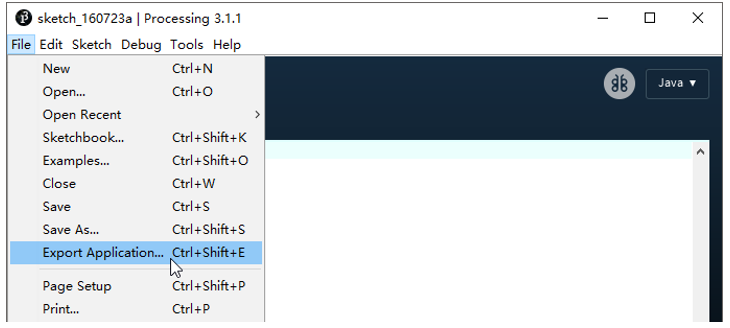 sketch_160723a | Processing 3.1.1
File Edit Sketch Debug Tools Help
New Ctrl+N
Open... Ctrl+O
Open Recent
Sketchbook... Ctrl+Shift+K
Examples... Ctrl+Shift+O
Close Ctrl+W
Save Ctrl+S
Save As... Ctrl+Shift+S
Export Application... Ctrl+Shift+E
Page Setup Ctrl+Shift+P
Print... Ctrl+P
Java ▼